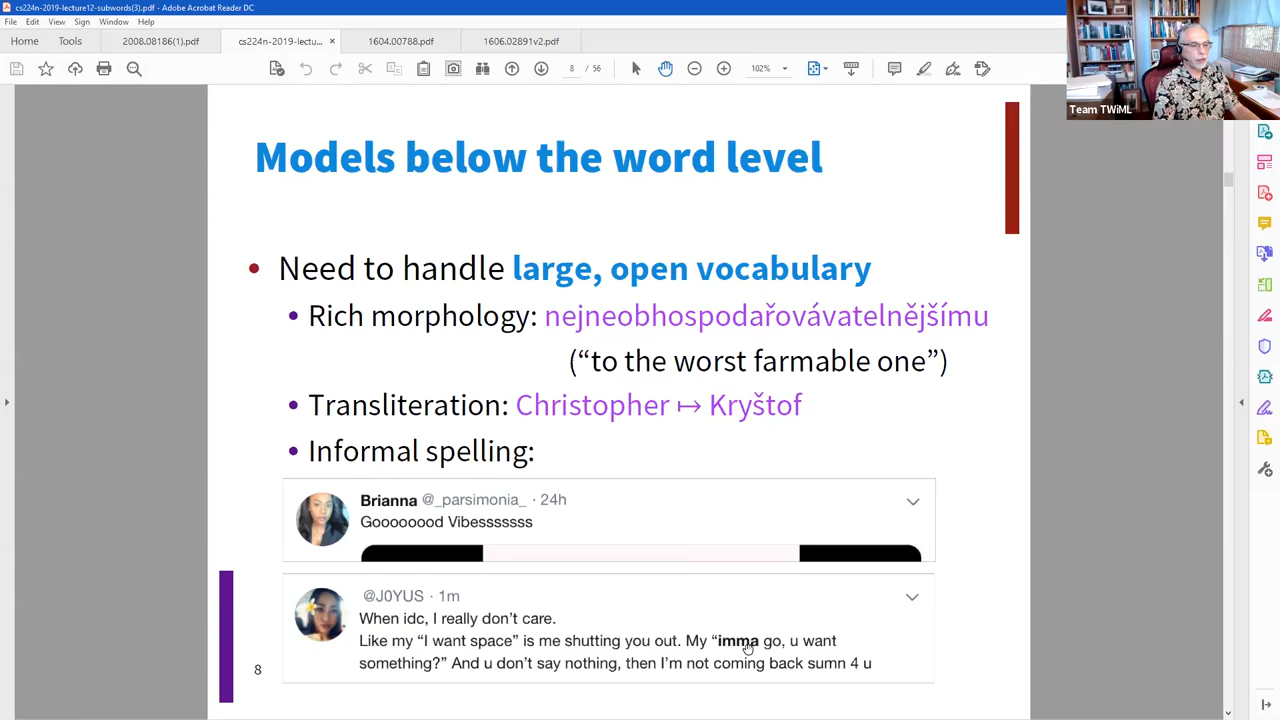 cs224n-2019-lecture12-subwords(3).pdf - Adobe Acrobat Reader DC
File Edit View Sign Window Help
Home Tools 2008.08186(1).pdf cs224n-2019-lectu... × 1604.00788.pdf 1606.02891v2.pdf
8 / 56 102%
Team TWiML
Models below the word level
• Need to handle large, open vocabulary
• Rich morphology: nejneobhospodařovávatelnějšímu
(“to the worst farmable one”)
• Transliteration: Christopher ↦ Kryštof
• Informal spelling:
Brianna @_parsimonia_ · 24h
Goooooood Vibesssssss
@J0YUS · 1m
When idc, I really don’t care.
Like my “I want space” is me shutting you out. My “imma go, u want
something?” And u don’t say nothing, then I’m not coming back sumn 4 u
8